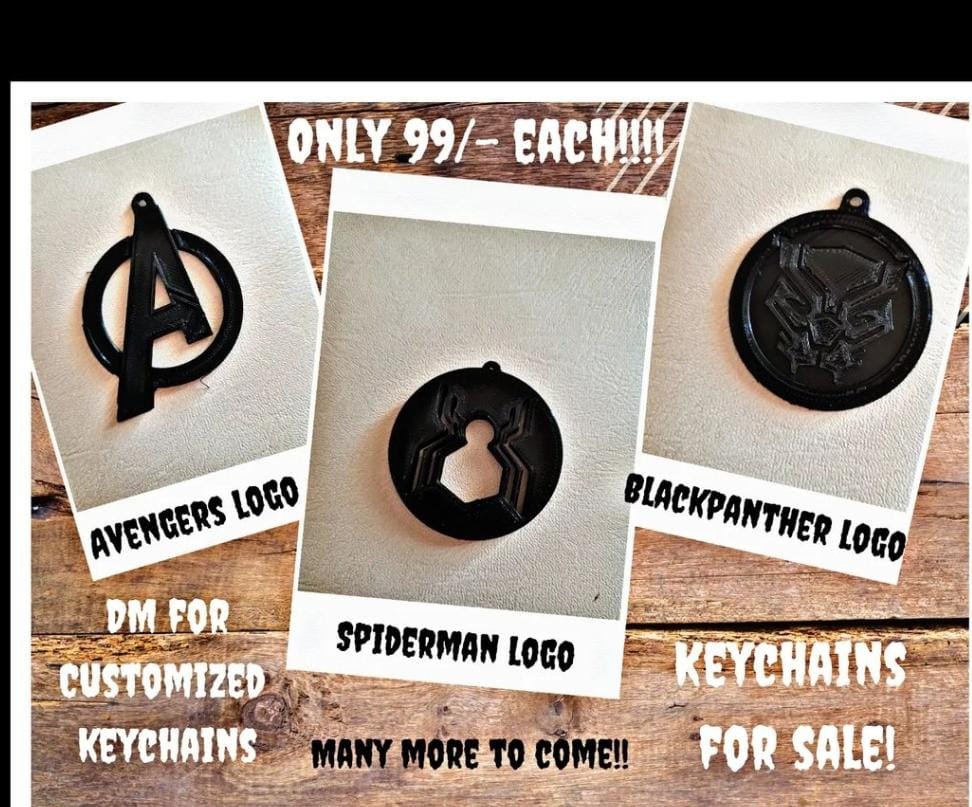 ONLY 99/- EACH!!!!
AVENGERS LOGO
SPIDERMAN LOGO
BLACKPANTHER LOGO
DM FOR
CUSTOMIZED
KEYCHAINS
MANY MORE TO COME!!
KEYCHAINS
FOR SALE!